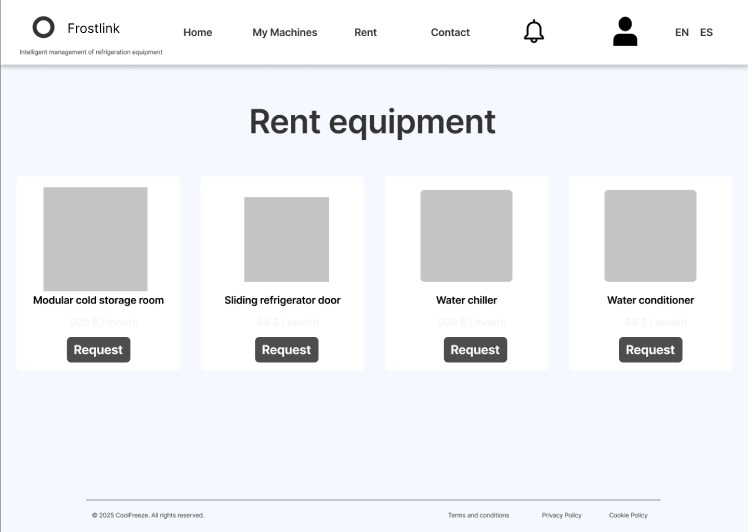 Frostlink
Intelligent management of refrigeration equipment
Home My Machines Rent Contact EN ES
Rent equipment
Modular cold storage room
290 $ / month
Request
Sliding refrigerator door
99 $ / month
Request
Water chiller
290 $ / month
Request
Water conditioner
99 $ / month
Request
© 2025 CoolFreeze. All rights reserved.
Terms and conditions Privacy Policy Cookie Policy